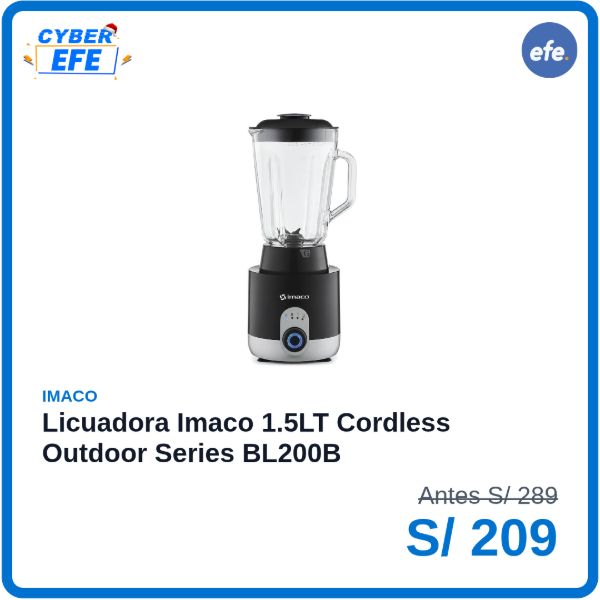 CYBER
EFE
efe.
imaco
IMACO
Licuadora Imaco 1.5LT Cordless
Outdoor Series BL200B
Antes S/ 289
S/ 209